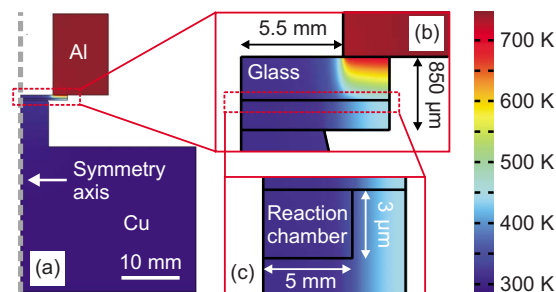 Al
Symmetry
axis
Cu
(a)
10 mm
5.5 mm
(b)
Glass
850 µm
Reaction
chamber
3 µm
5 mm
(c)
700 K
600 K
500 K
400 K
300 K